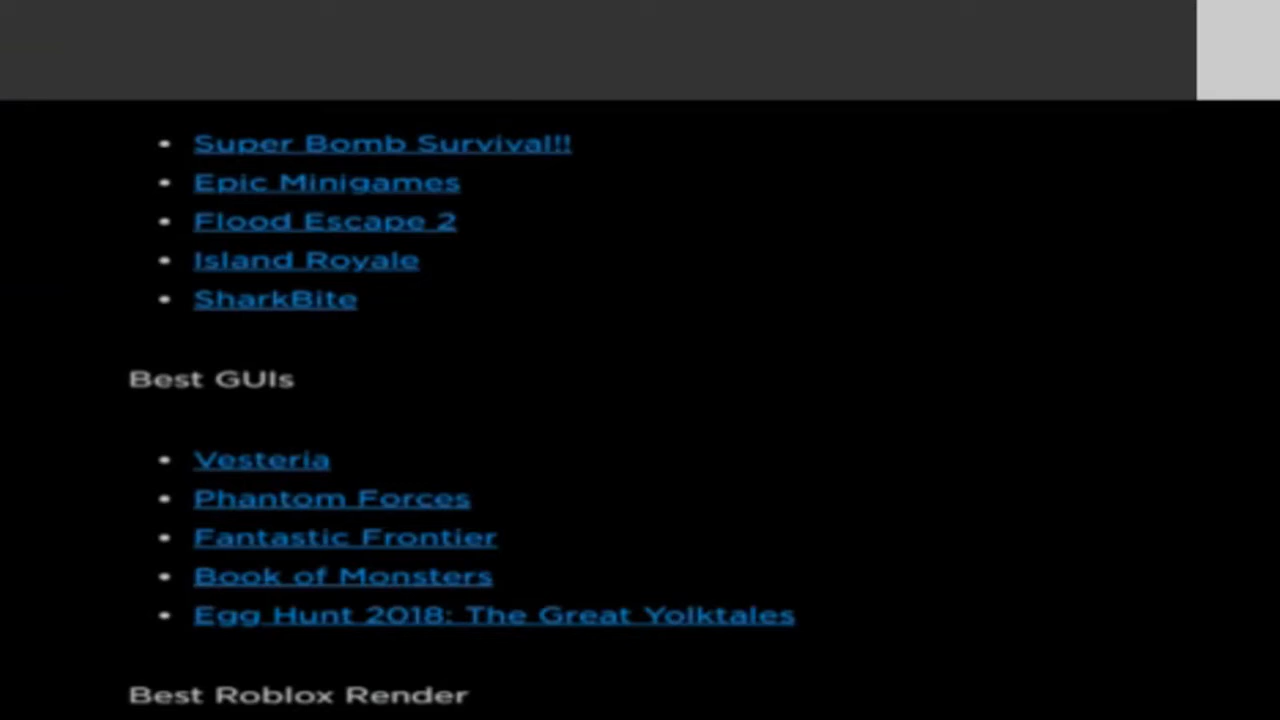 Super Bomb Survival!!
Epic Minigames
Flood Escape 2
Island Royale
SharkBite
Best GUIs
Vesteria
Phantom Forces
Fantastic Frontier
Book of Monsters
Egg Hunt 2018: The Great Yolktales
Best Roblox Render